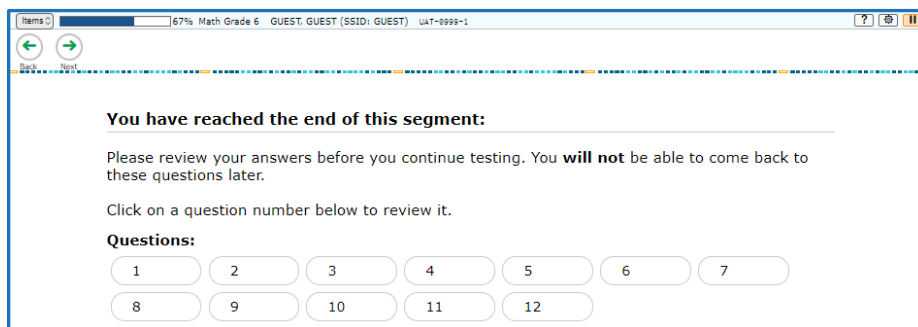 Items 67% Math Grade 6 GUEST, GUEST (SSID: GUEST) UAT-0999-1 ?
Back Next
You have reached the end of this segment:
Please review your answers before you continue testing. You will not be able to come back to
these questions later.
Click on a question number below to review it.
Questions:
1 2 3 4 5 6 7
8 9 10 11 12